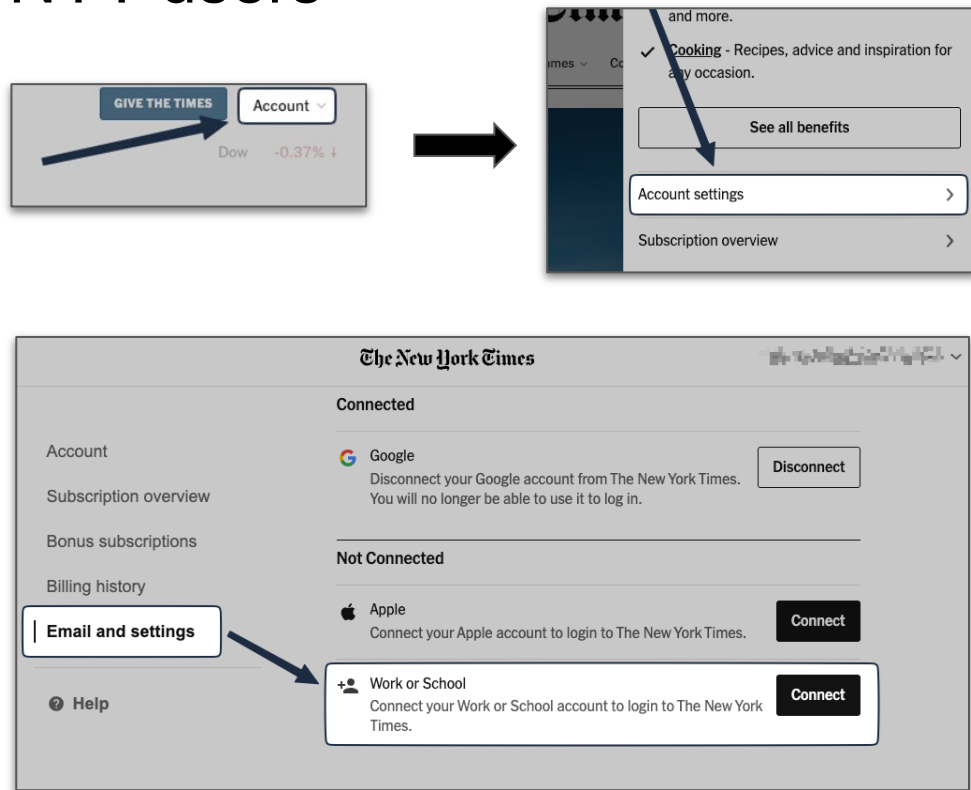 NYT users
GIVE THE TIMES
Account
Dow -0.37% ↓
and more.
Cooking - Recipes, advice and inspiration for
any occasion.
See all benefits
Account settings
Subscription overview
The New York Times
Connected
Account
Subscription overview
Bonus subscriptions
Billing history
Email and settings
Help
Google
Disconnect your Google account from The New York Times.
You will no longer be able to use it to log in.
Disconnect
Not Connected
Apple
Connect your Apple account to login to The New York Times.
Connect
Work or School
Connect your Work or School account to login to The New York
Times.
Connect